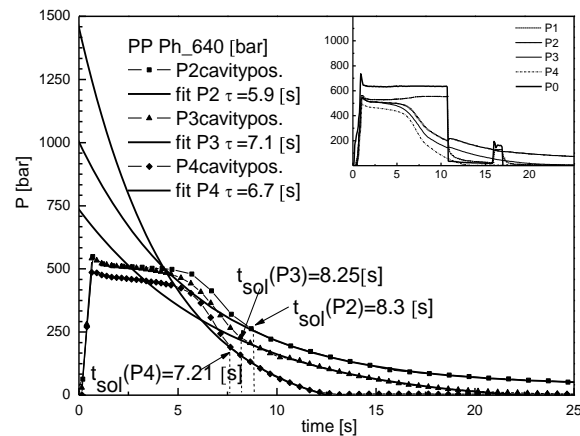 1500
1250
1000
750
500
250
0
P [bar]
0
5
10
15
20
25
time [s]
PP Ph_640 [bar]
P2cavitypos.
fit P2 τ =5.9 [s]
P3cavitypos.
fit P3 τ =7.1 [s]
P4cavitypos.
fit P4 τ =6.7 [s]
t_sol(P3)=8.25[s]
t_sol(P2)=8.3 [s]
t_sol(P4)=7.21 [s]
800
600
400
200
0
5
10
15
20
25
P1
P2
P3
P4
P0